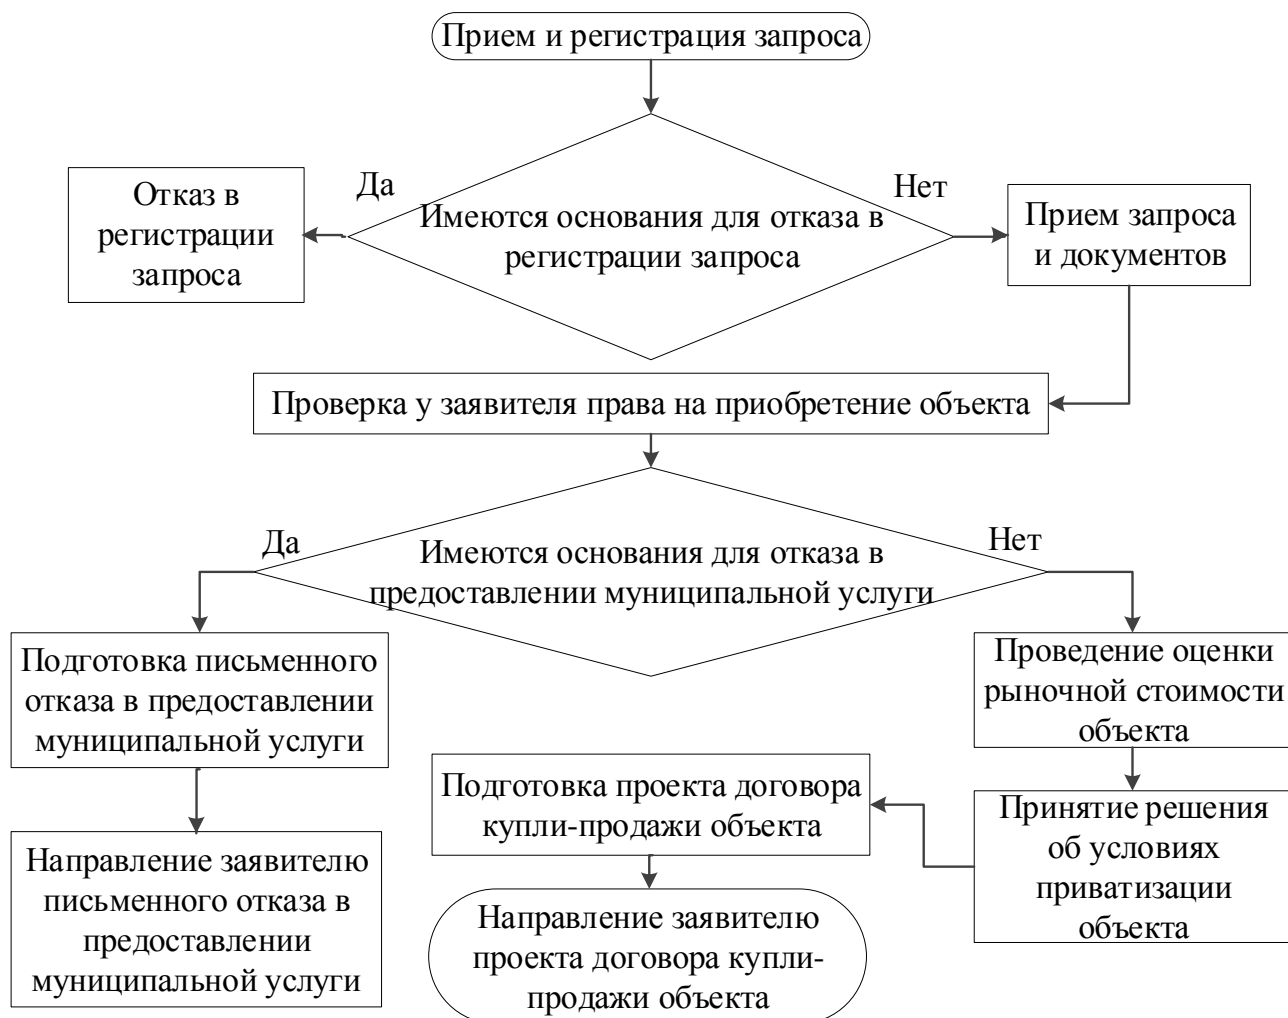 Прием и регистрация запроса
Да
Нет
Отказ в
регистрации
запроса
Имеются основания для отказа в
регистрации запроса
Прием запроса
и документов
Проверка у заявителя права на приобретение объекта
Да
Нет
Имеются основания для отказа в
предоставлении муниципальной услуги
Подготовка письменного
отказа в предоставлении
муниципальной услуги
Проведение оценки
рыночной стоимости
объекта
Подготовка проекта договора
купли-продажи объекта
Принятие решения
об условиях
приватизации
объекта
Направление заявителю
письменного отказа в
предоставлении
муниципальной услуги
Направление заявителю
проекта договора купли-
продажи объекта